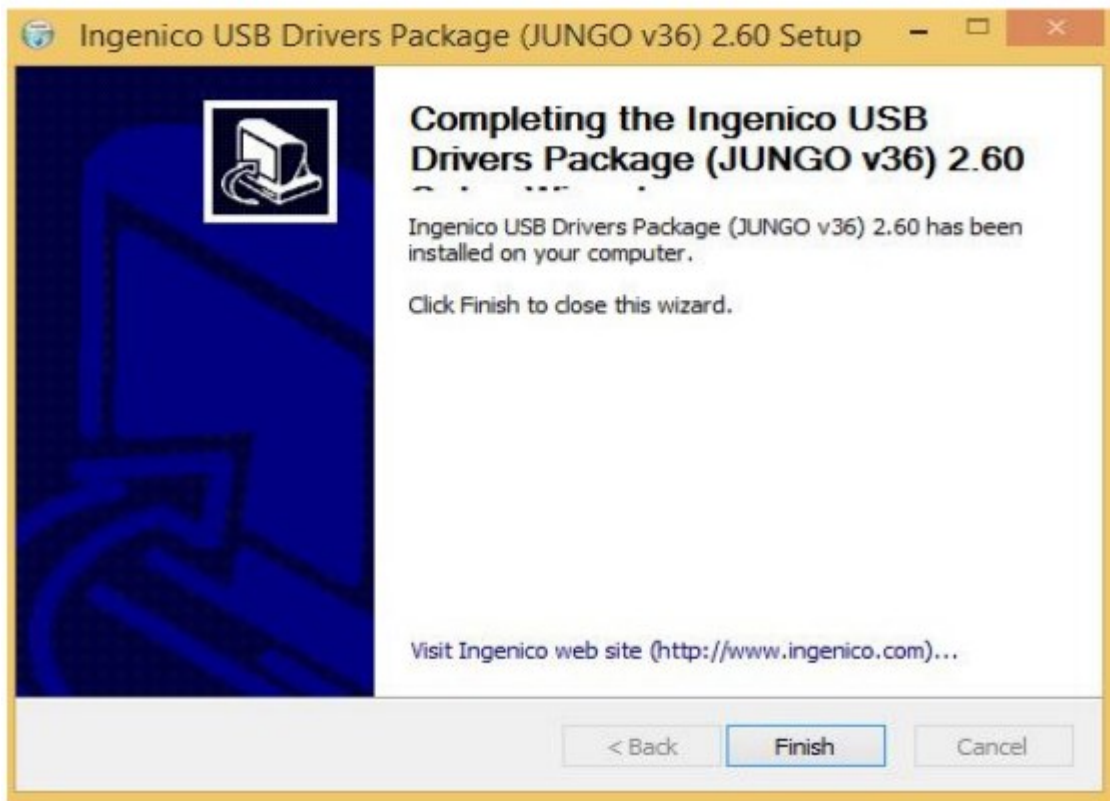 Ingenico USB Drivers Package (JUNGO v36) 2.60 Setup
Completing the Ingenico USB
Drivers Package (JUNGO v36) 2.60
Ingenico USB Drivers Package (JUNGO v36) 2.60 has been
installed on your computer.
Click Finish to close this wizard.
Visit Ingenico web site (http://www.ingenico.com)...
< Back
Finish
Cancel